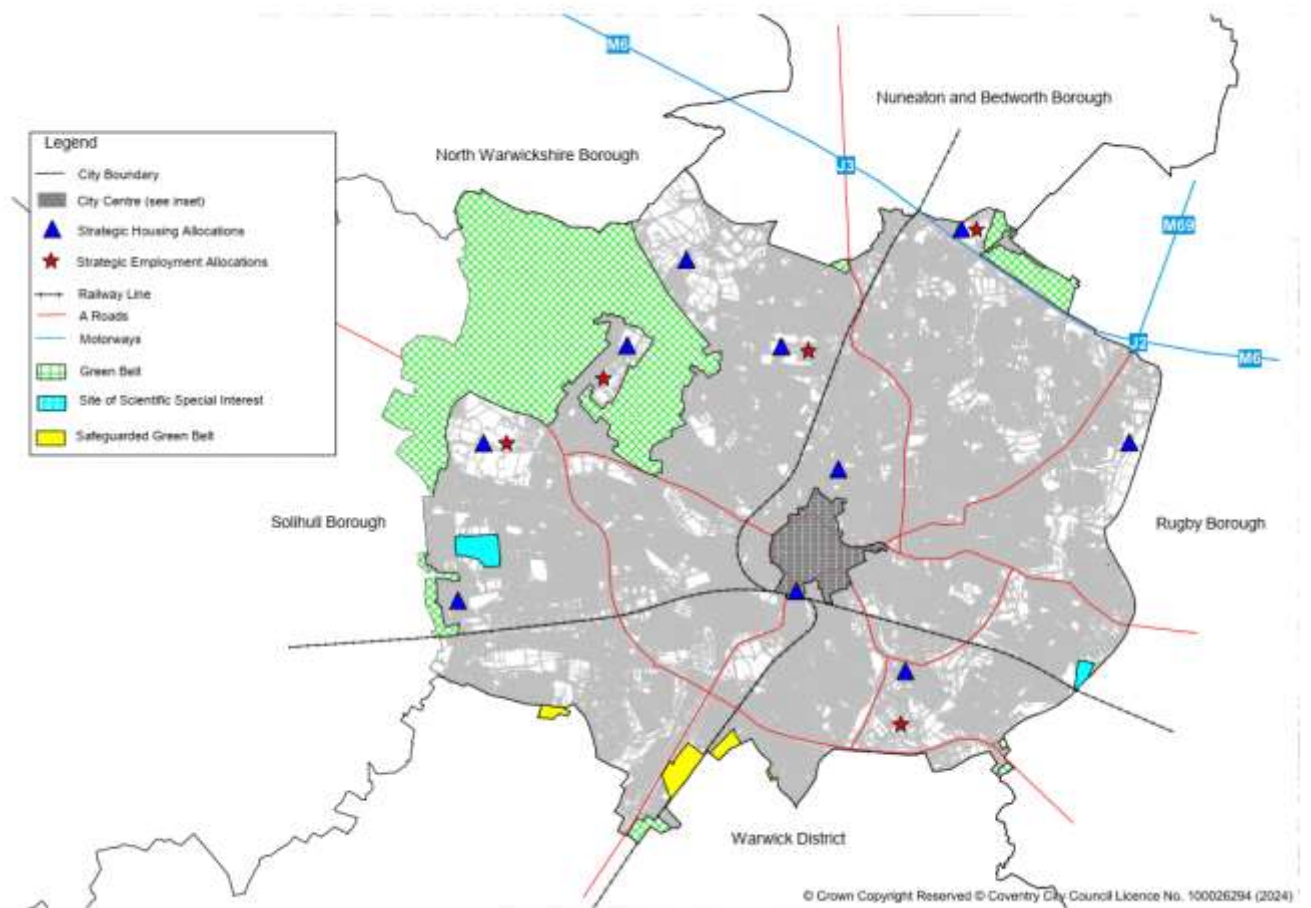 M6
Nuneaton and Bedworth Borough
Legend
North Warwickshire Borough
J3
City Boundary
City Centre (see inset)
Strategic Housing Allocations
M69
Strategic Employment Allocations
Railway Line
A Roads
Motorways
J2
M6
Green Belt
Site of Scientific Special Interest
Safeguarded Green Belt
Solihull Borough
Rugby Borough
Warwick District
© Crown Copyright Reserved © Coventry City Council Licence No. 100026294 (2024)